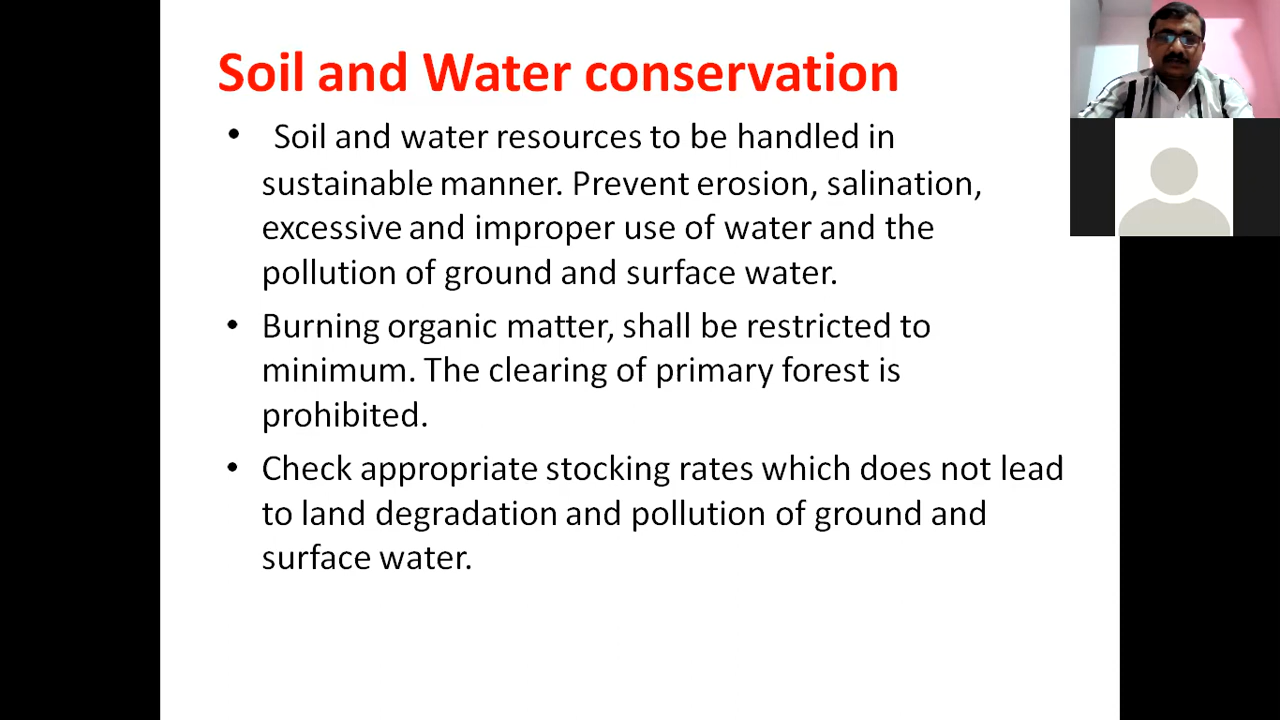 Soil and Water conservation
• Soil and water resources to be handled in
sustainable manner. Prevent erosion, salination,
excessive and improper use of water and the
pollution of ground and surface water.
• Burning organic matter, shall be restricted to
minimum. The clearing of primary forest is
prohibited.
• Check appropriate stocking rates which does not lead
to land degradation and pollution of ground and
surface water.